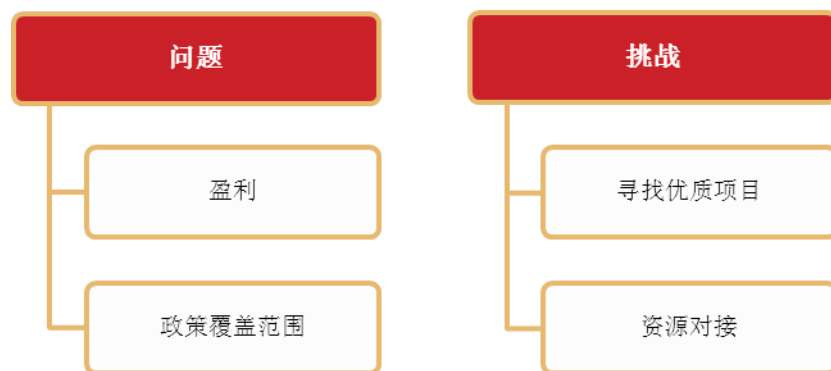 问题
盈利
政策覆盖范围
挑战
寻找优质项目
资源对接